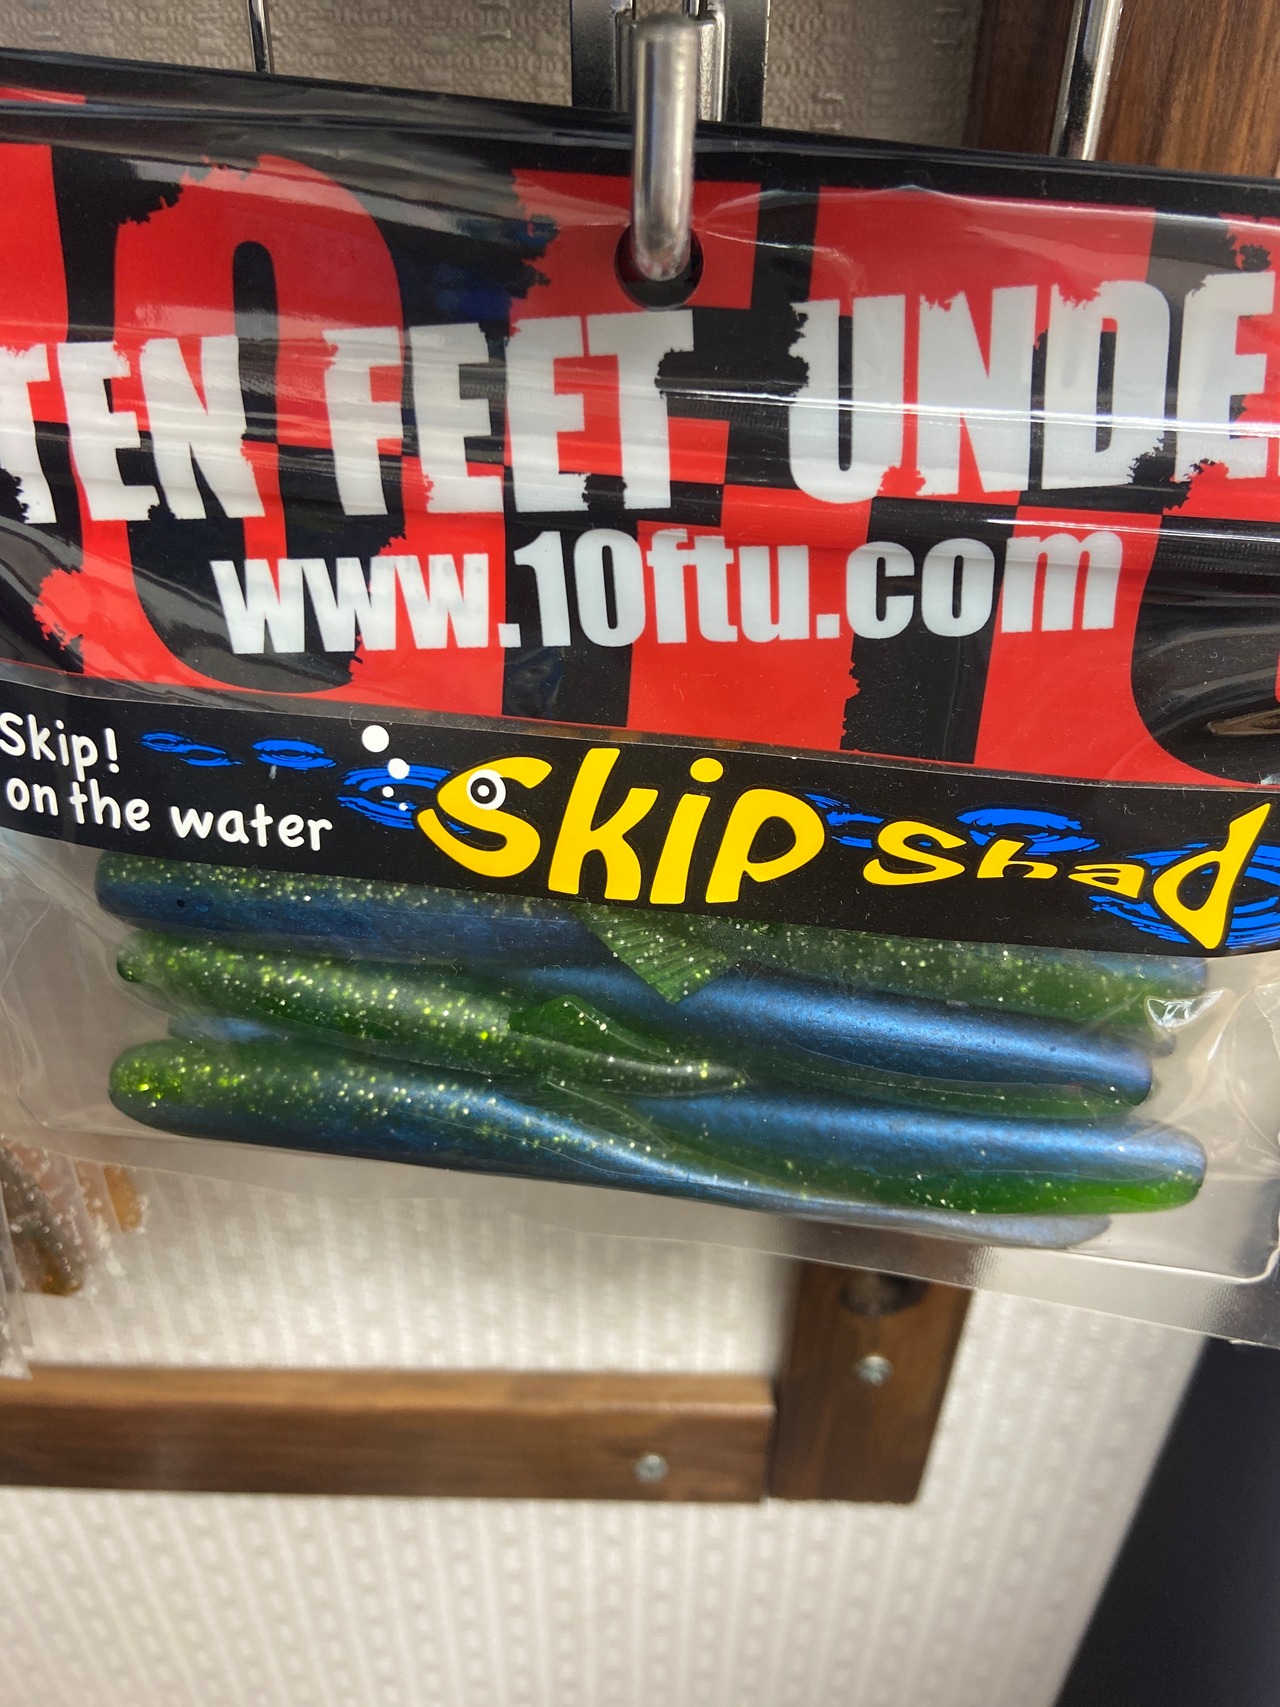 TEN FEET UNDE
www.10ftu.com
Skip!
on the water
Skip Shad